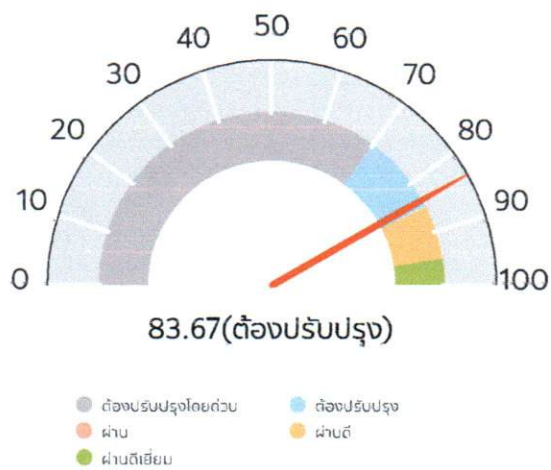 50
40 60
30 70
20 80
10 90
0 100
83.67(ต้องปรับปรุง)
ต้องปรับปรุงโดยด่วน ต้องปรับปรุง
ผ่าน ผ่านดี
ผ่านดีเยี่ยม